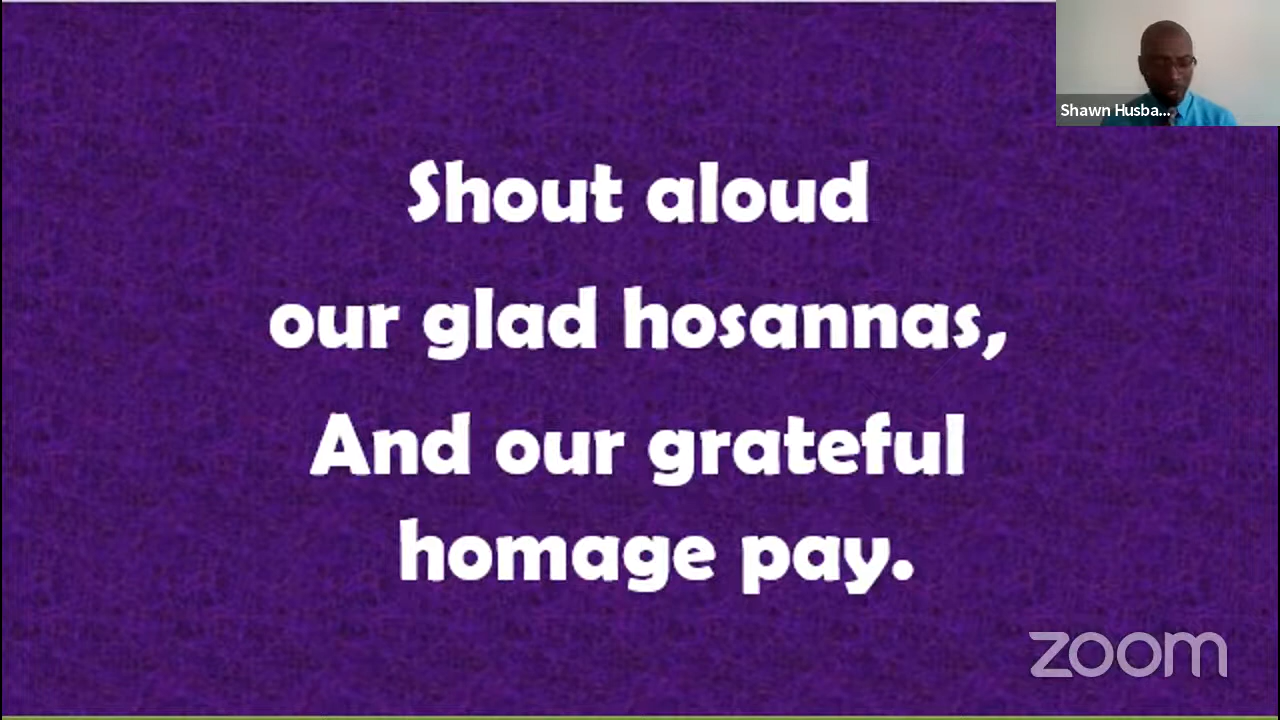 Shawn Husba...
Shout aloud
our glad hosannas,
And our grateful
homage pay.
zoom